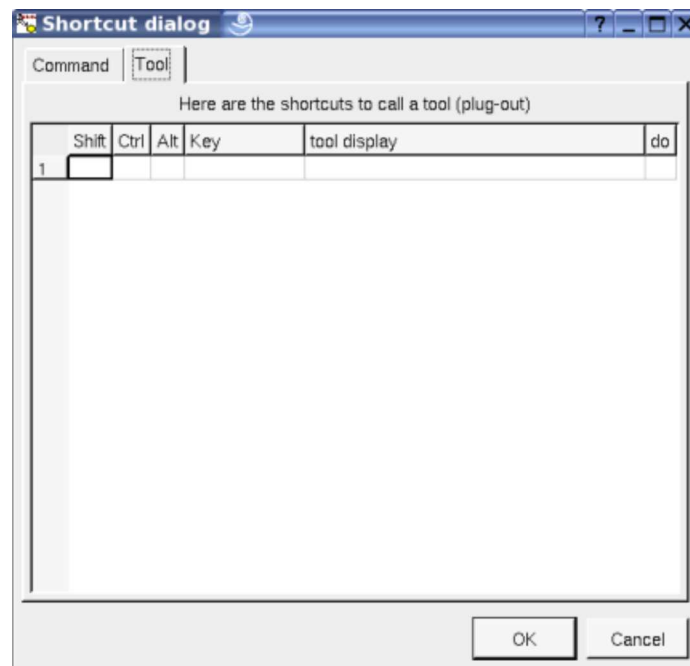 Shortcut dialog
Command Tool
Here are the shortcuts to call a tool (plug-out)
Shift Ctrl Alt Key tool display do
1
OK Cancel